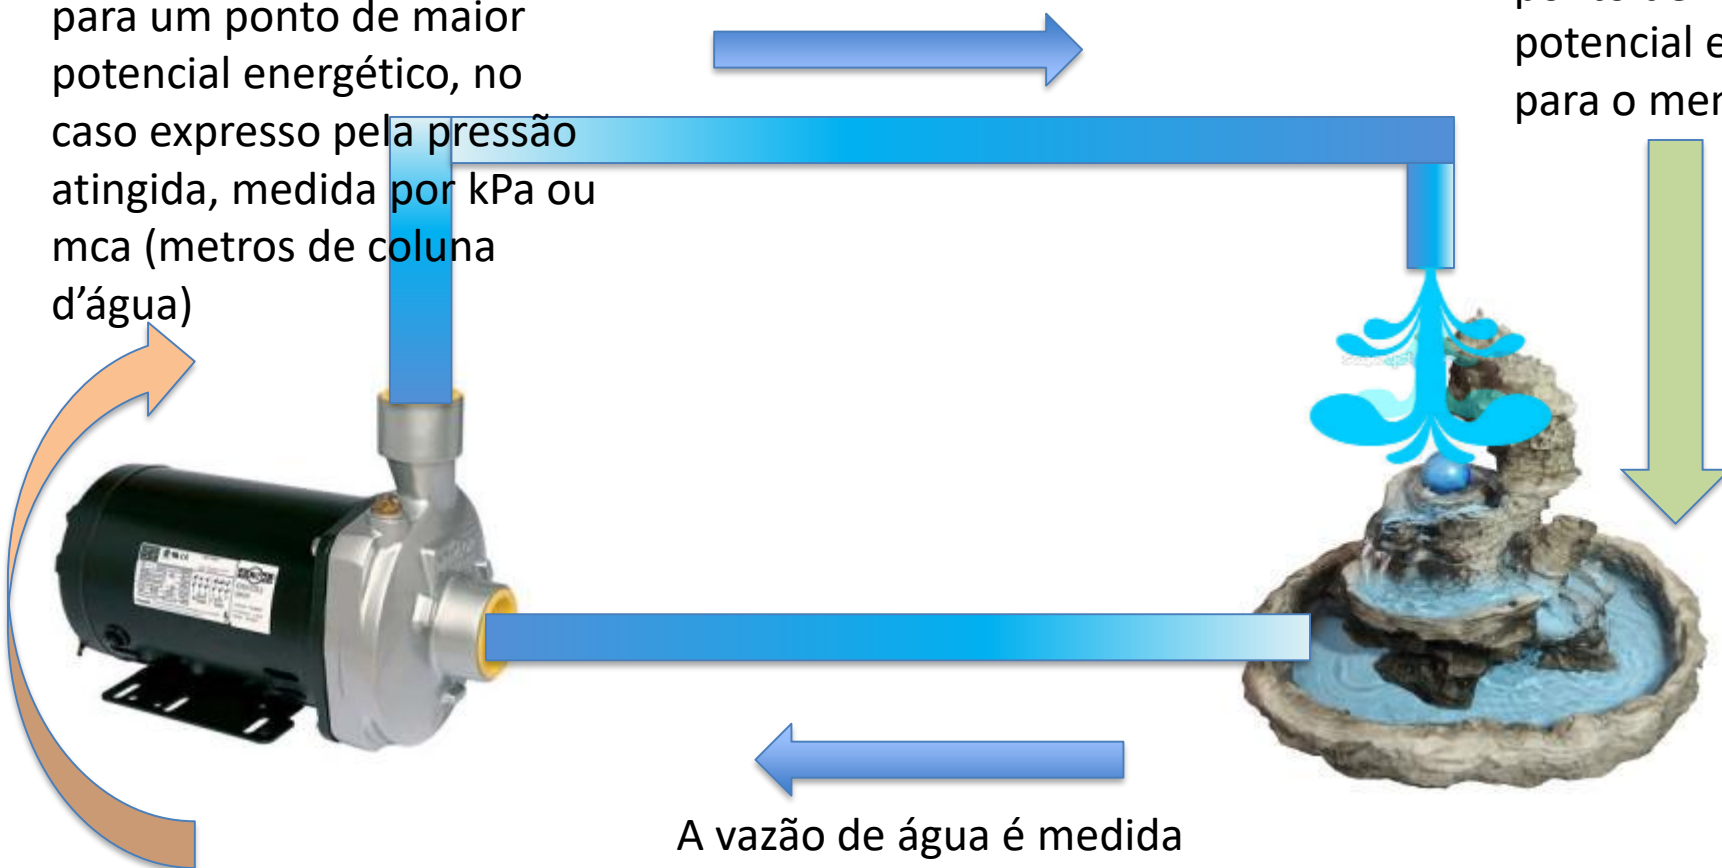 para um ponto de maior
potencial energético, no
caso expresso pela pressão
atingida, medida por kPa ou
mca (metros de coluna
d’água)
potencial e
para o mer
A vazão de água é medida